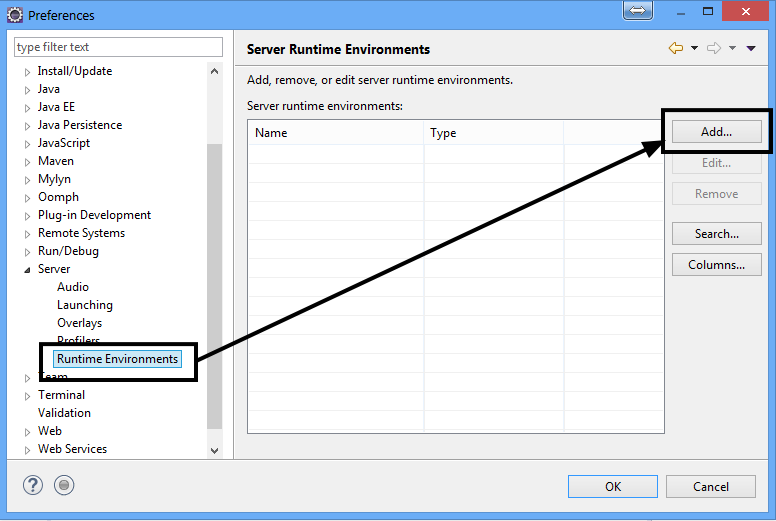 Preferences
type filter text
Install/Update
Java
Java EE
Java Persistence
JavaScript
Maven
Mylyn
Oomph
Plug-in Development
Remote Systems
Run/Debug
Server
Audio
Launching
Overlays
Profilers
Runtime Environments
Team
Terminal
Validation
Web
Web Services
Server Runtime Environments
Add, remove, or edit server runtime environments.
Server runtime environments:
Name Type
Add...
Edit...
Remove
Search...
Columns...
OK Cancel